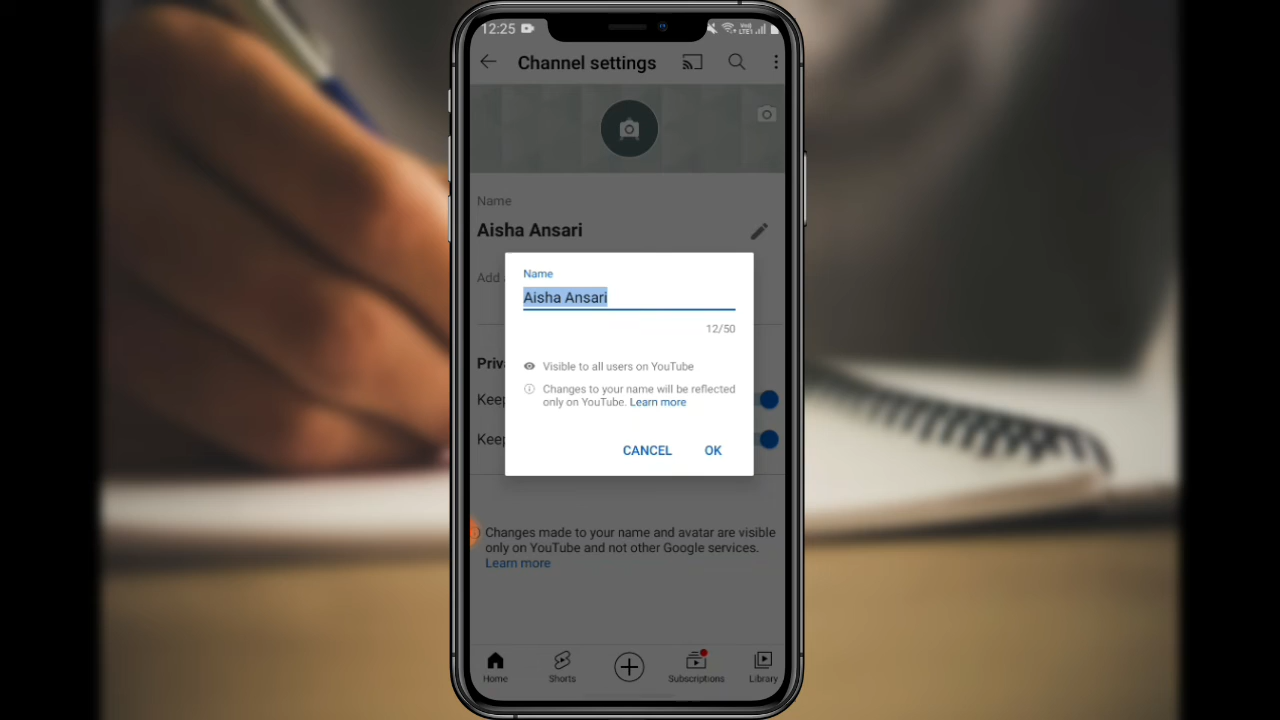 12:25
Channel settings
Name
Aisha Ansari
Add
Name
Aisha Ansari
12/50
Visible to all users on YouTube
Changes to your name will be reflected
only on YouTube. Learn more
CANCEL OK
Keep
Keep
Changes made to your name and avatar are visible
only on YouTube and not other Google services.
Learn more
Home Shorts Subscriptions Library